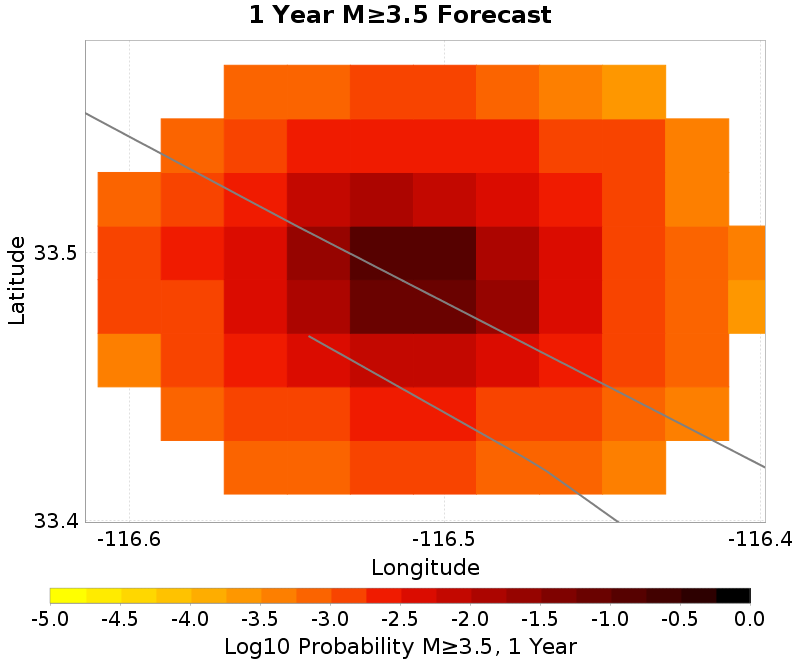 1 Year M≥3.5 Forecast
Latitude
33.5
33.4
-116.6 -116.5 -116.4
Longitude
-5.0 -4.5 -4.0 -3.5 -3.0 -2.5 -2.0 -1.5 -1.0 -0.5 0.0
Log10 Probability M≥3.5, 1 Year